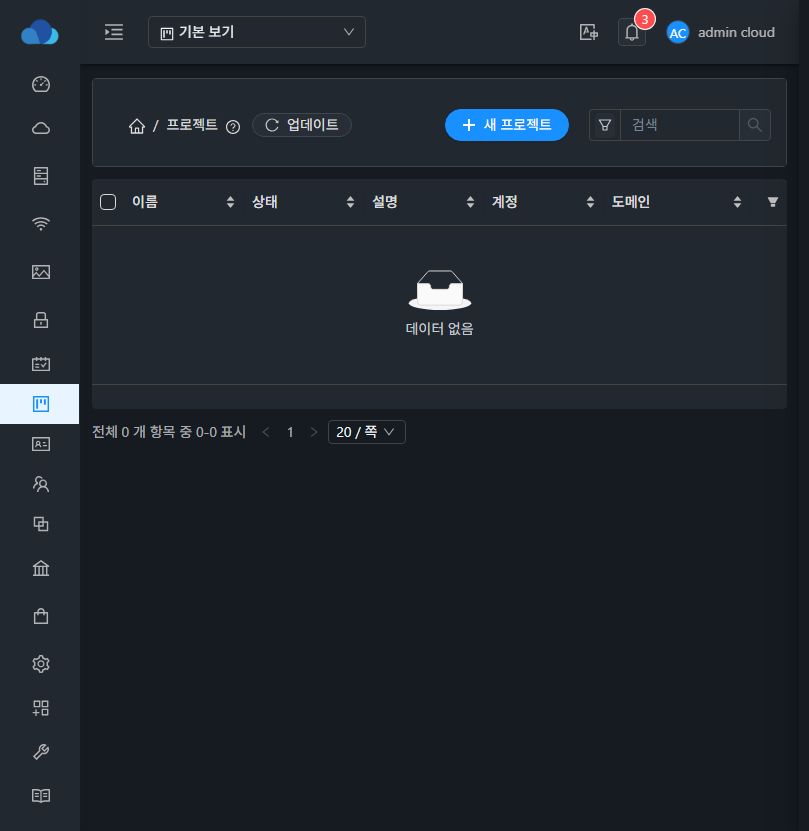 기본 보기
A中
3
AC admin cloud
/ 프로젝트 업데이트
+ 새 프로젝트
검색
이름 상태 설명 계정 도메인
데이터 없음
전체 0 개 항목 중 0-0 표시 < 1 > 20 / 쪽